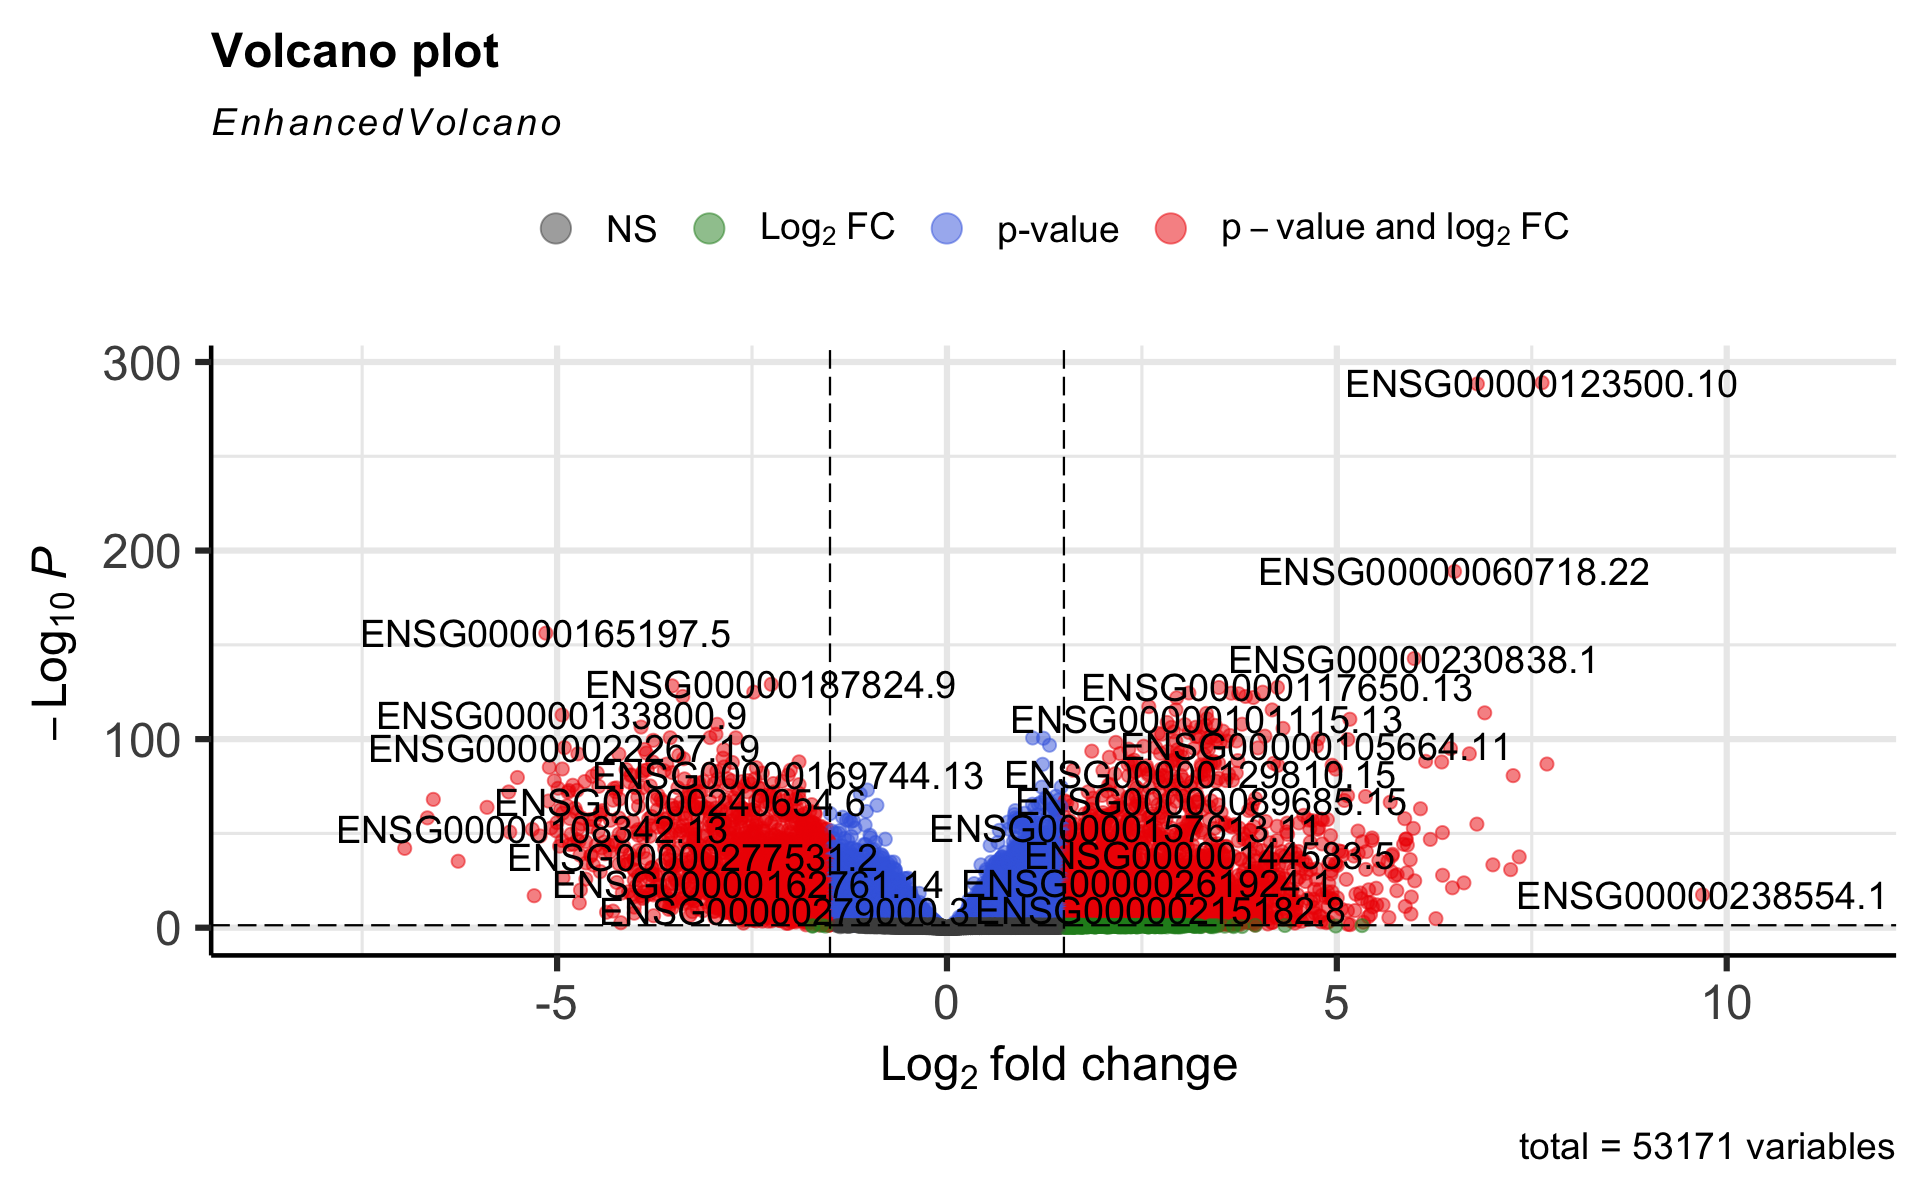 Volcano plot
EnhancedVolcano
NS Log2 FC p-value p – value and log2 FC
300
200
100
0
–Log10 P
ENSG00000123500.10
ENSG00000060718.22
ENSG00000165197.5
ENSG00000230838.1
ENSG00000187824.9
ENSG00000117650.13
ENSG00000133800.9
ENSG00000101115.13
ENSG00000022267.19
ENSG00000105664.11
ENSG00000169744.13
ENSG00000129810.15
ENSG00000240654.6
ENSG00000089685.15
ENSG00000108342.13
ENSG00000157613.11
ENSG00000277531.2
ENSG00000144583.5
ENSG00000162761.14
ENSG00000261924.1
ENSG00000238554.1
ENSG00000279000.3
ENSG00000215182.8
-5 0 5 10
Log2 fold change
total = 53171 variables